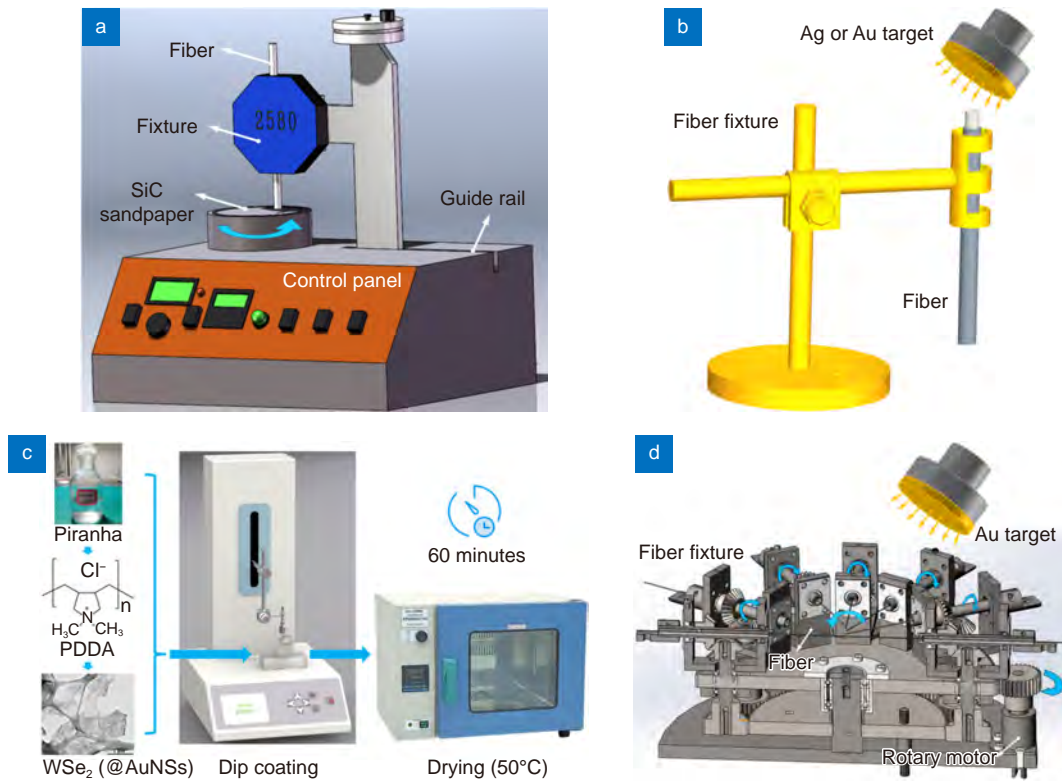 a
Fiber
2580
Fixture
SiC
sandpaper
Guide rail
Control panel
b
Ag or Au target
Fiber fixture
Fiber
c
Piranha
Cl⁻
n
N⁺
H₃C
CH₃
PDDA
WSe₂ (@AuNSs)
Dip coating
60 minutes
Drying (50°C)
d
Au target
Fiber fixture
Fiber
Rotary motor